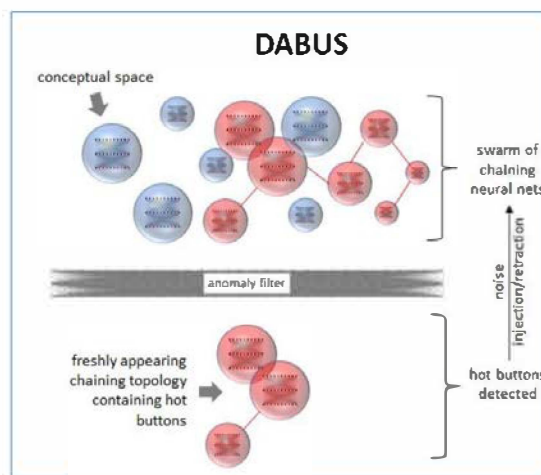 DABUS
conceptual space
swarm of
chaining
neural nets
anomaly filter
noise
injection/retraction
freshly appearing
chaining topology
containing hot
buttons
hot buttons
detected